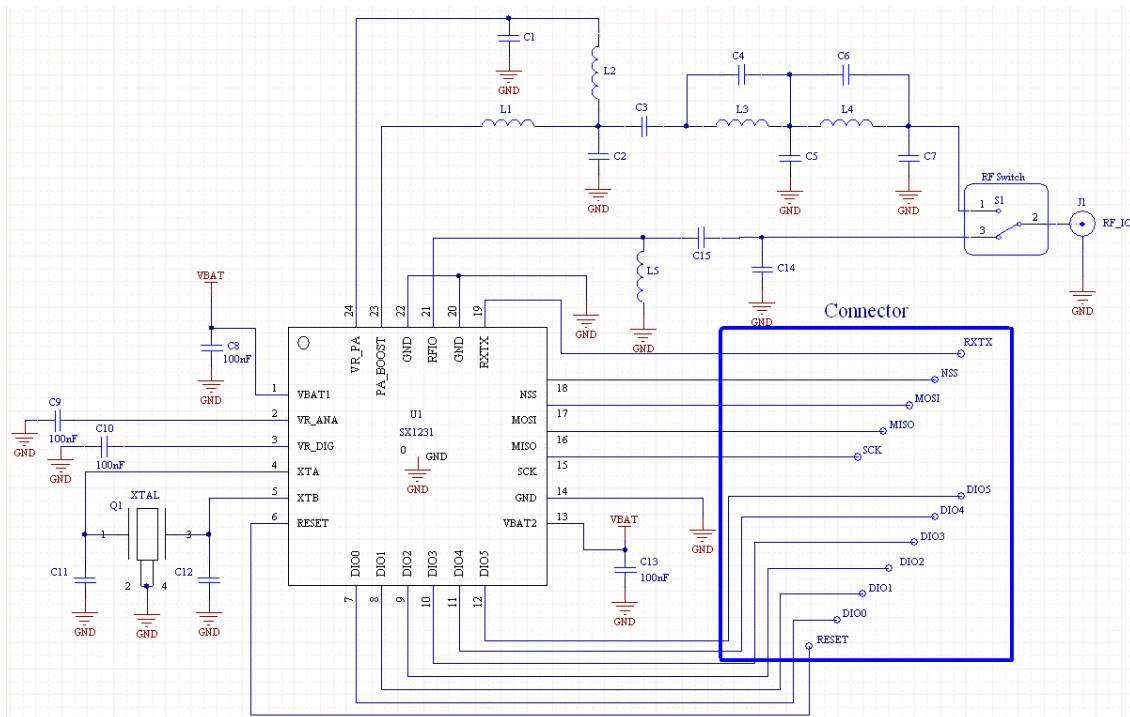 C1
GND
L2
C4
C6
L1
C3
L3
L4
C2
GND
C5
GND
C7
GND
RF Switch
S1
1
2
3
J1
RF_IO
GND
C15
C14
GND
L5
GND
GND
VBAT
C8
100nF
GND
24
23
22
21
20
19
VR_PA
PA_BOOST
GND
RFIO
GND
RXTX
Connector
RXTX
NSS
MOSI
MISO
SCK
DIO5
DIO4
DIO3
DIO2
DIO1
DIO0
RESET
1
VBAT1
2
VR_ANA
3
VR_DIG
4
XTA
5
XTB
6
RESET
U1
SX1231
0
GND
GND
NSS
18
MOSI
17
MISO
16
SCK
15
GND
14
VBAT2
13
GND
VBAT
C13
100nF
GND
C9
100nF
GND
C10
100nF
GND
XTAL
Q1
1
3
2
4
C11
GND
GND
C12
GND
DIO0
DIO1
DIO2
DIO3
DIO4
DIO5
7
8
9
10
11
12